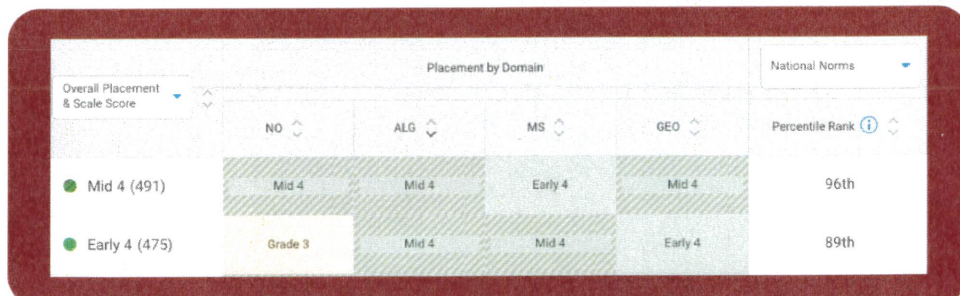 Placement by Domain
National Norms
Overall Placement
& Scale Score
NO
ALG
MS
GEO
Percentile Rank
Mid 4 (491)
Mid 4
Mid 4
Early 4
Mid 4
96th
Early 4 (475)
Grade 3
Mid 4
Mid 4
Early 4
89th